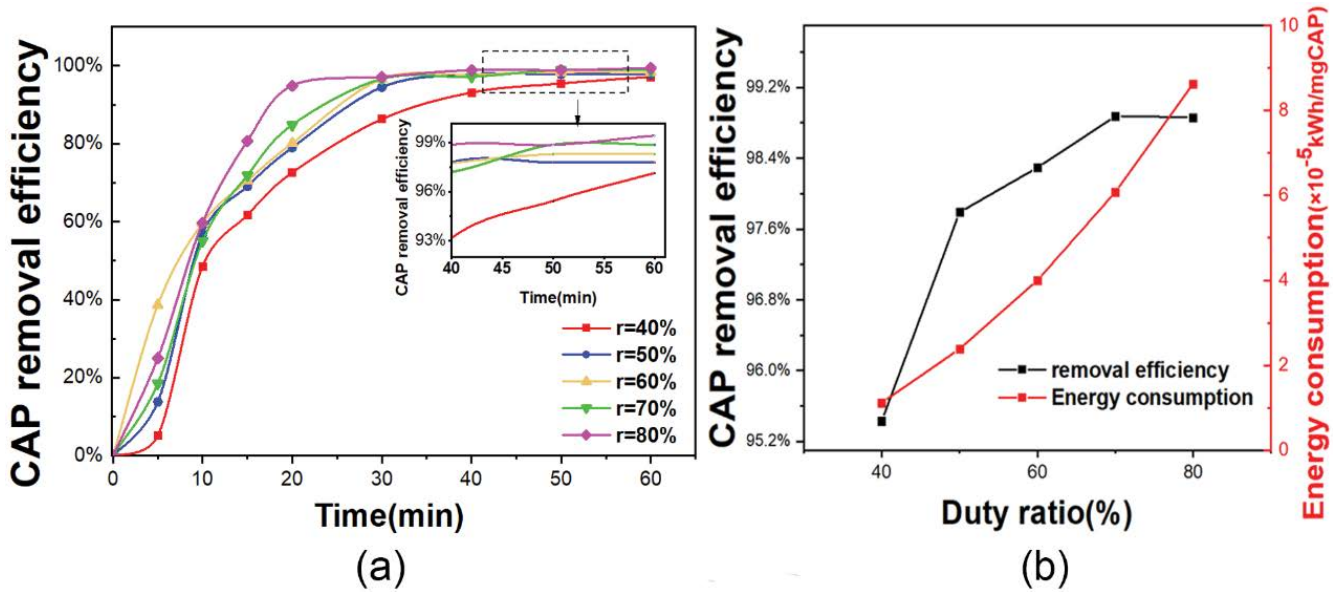 CAP removal efficiency
100%
80%
60%
40%
20%
0%
0
10
20
30
40
50
60
Time(min)
CAP removal efficiency
99%
96%
93%
40
45
50
55
60
Time(min)
r=40%
r=50%
r=60%
r=70%
r=80%
(a)
CAP removal efficiency
99.2%
98.4%
97.6%
96.8%
96.0%
95.2%
40
60
80
Duty ratio(%)
removal efficiency
Energy consumption
10
8
6
4
2
0
Energy consumption(×10⁻⁵kWh/mgCAP)
(b)